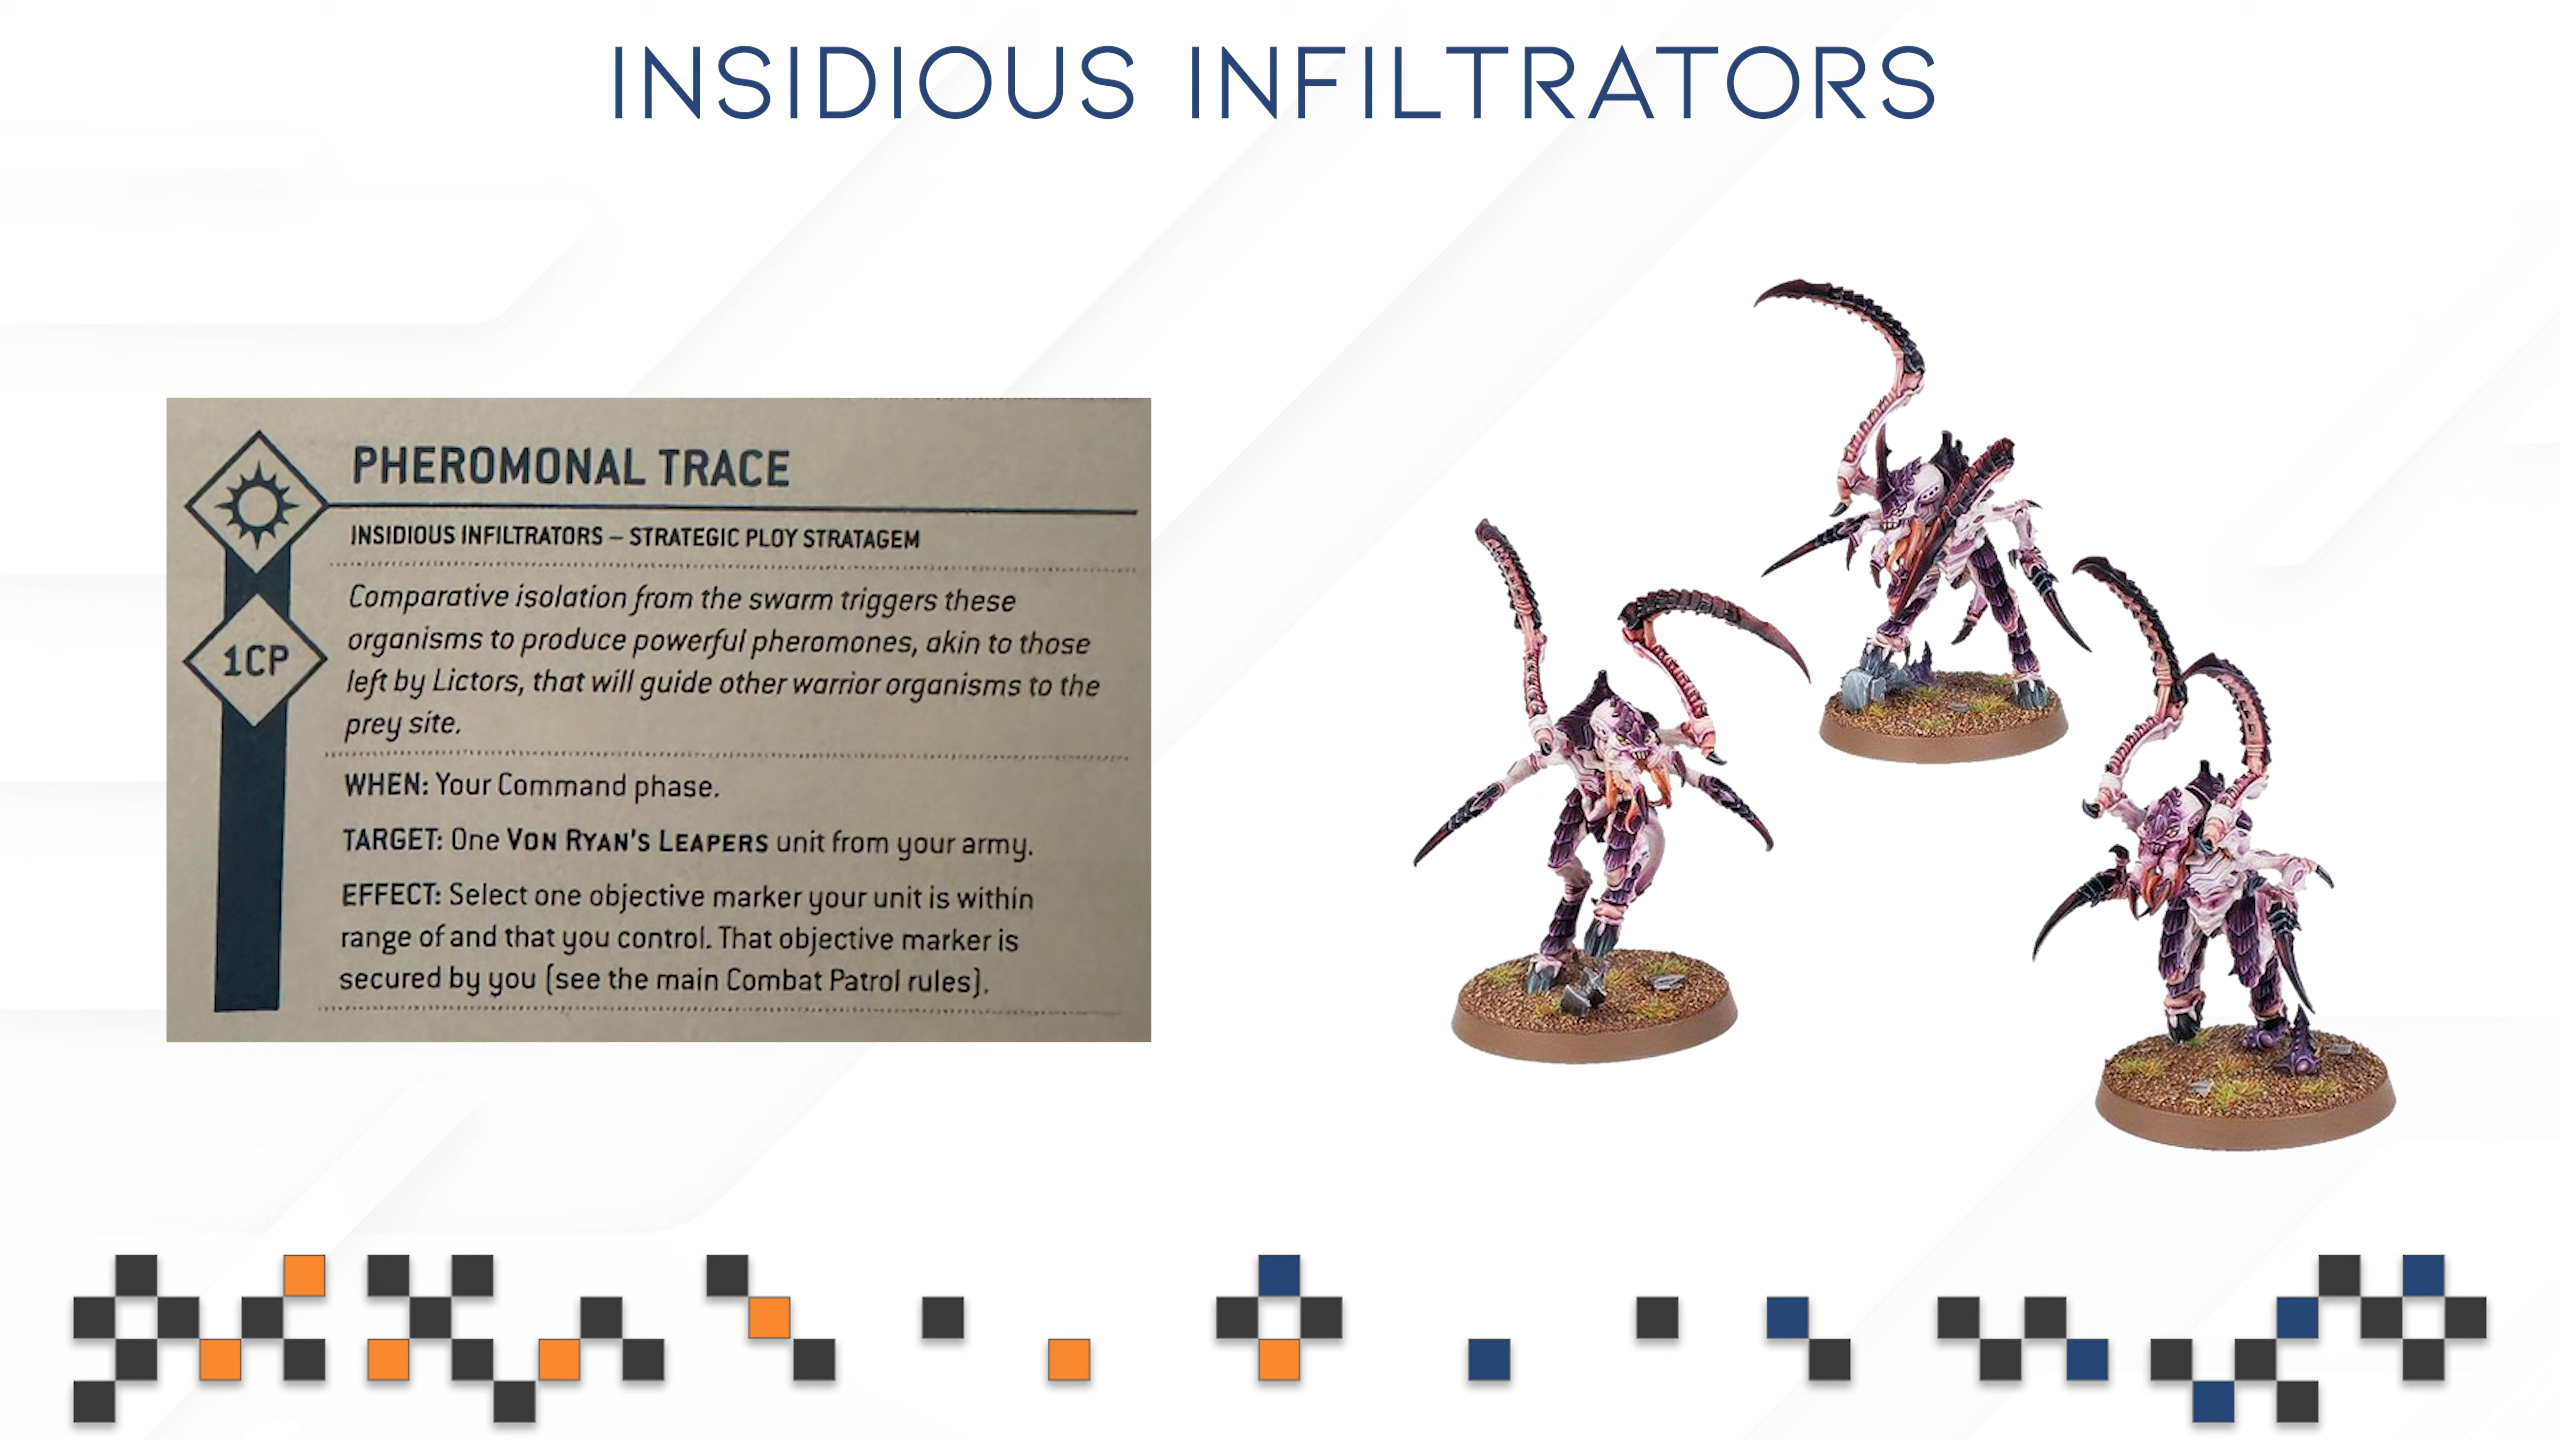 INSIDIOUS INFILTRATORS
PHEROMONAL TRACE
INSIDIOUS INFILTRATORS – STRATEGIC PLOY STRATAGEM
Comparative isolation from the swarm triggers these
organisms to produce powerful pheromones, akin to those
left by Lictors, that will guide other warrior organisms to the
prey site.
1CP
WHEN: Your Command phase.
TARGET: One VON RYAN'S LEAPERS unit from your army.
EFFECT: Select one objective marker your unit is within
range of and that you control. That objective marker is
secured by you (see the main Combat Patrol rules).